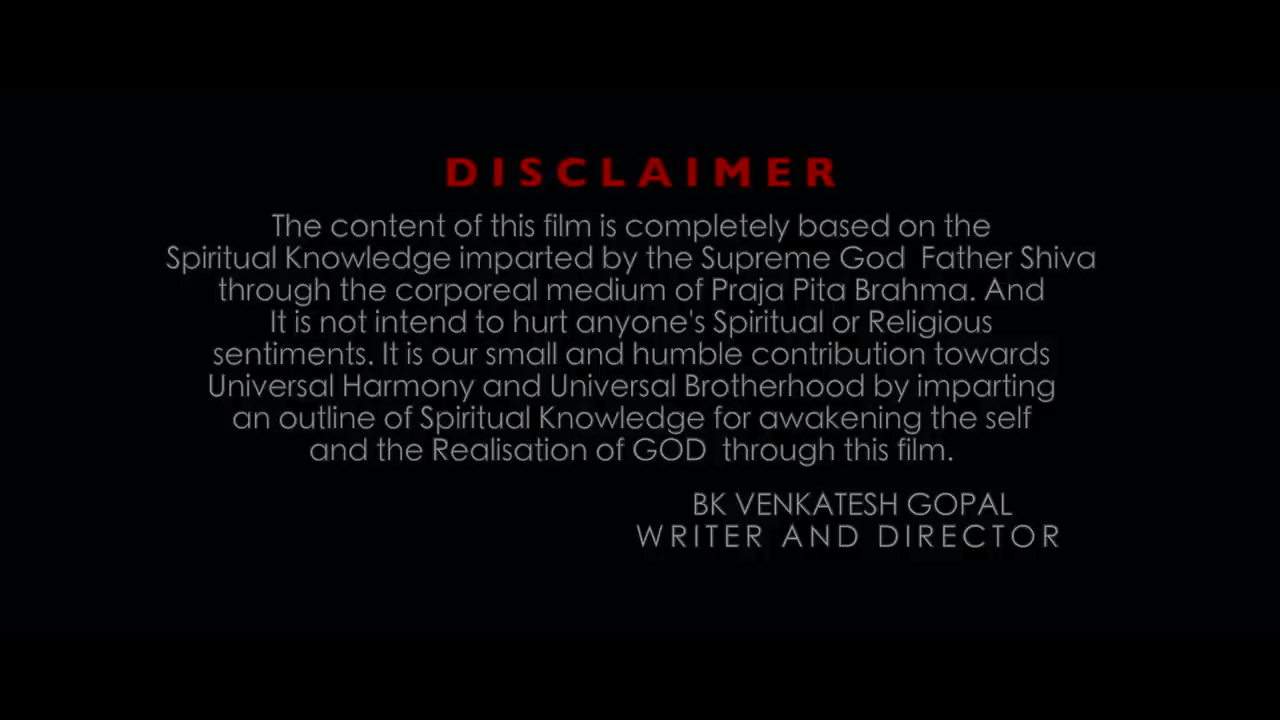 DISCLAIMER
The content of this film is completely based on the
Spiritual Knowledge imparted by the Supreme God Father Shiva
through the corporeal medium of Praja Pita Brahma. And
It is not intend to hurt anyone's Spiritual or Religious
sentiments. It is our small and humble contribution towards
Universal Harmony and Universal Brotherhood by imparting
an outline of Spiritual Knowledge for awakening the self
and the Realisation of GOD through this film.
BK VENKATESH GOPAL
WRITER AND DIRECTOR